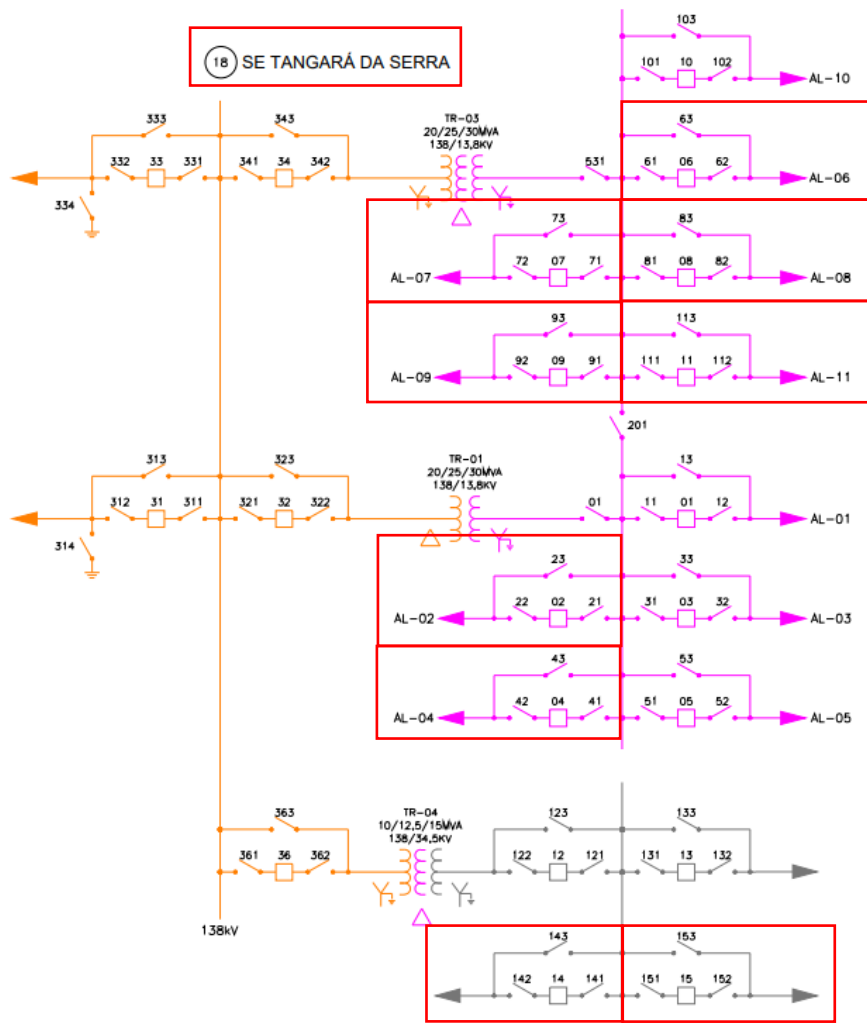 103
18 SE TANGARÁ DA SERRA
101 10 102
AL-10
333 343
TR-03
20/25/30MVA
138/13,8KV
63
332 33 331 341 34 342
531 61 06 62
AL-06
334
73 83
72 07 71 81 08 82
AL-07 AL-08
93 113
92 09 91 111 11 112
AL-09 AL-11
201
313 323
TR-01
20/25/30MVA
138/13,8KV
13
312 31 311 321 32 322
01 11 01 12
AL-01
314
23 33
22 02 21 31 03 32
AL-02 AL-03
43 53
42 04 41 51 05 52
AL-04 AL-05
363
TR-04
10/12,5/15MVA
138/34,5KV
123 133
361 36 362
122 12 121 131 13 132
138kV
143 153
142 14 141 151 15 152